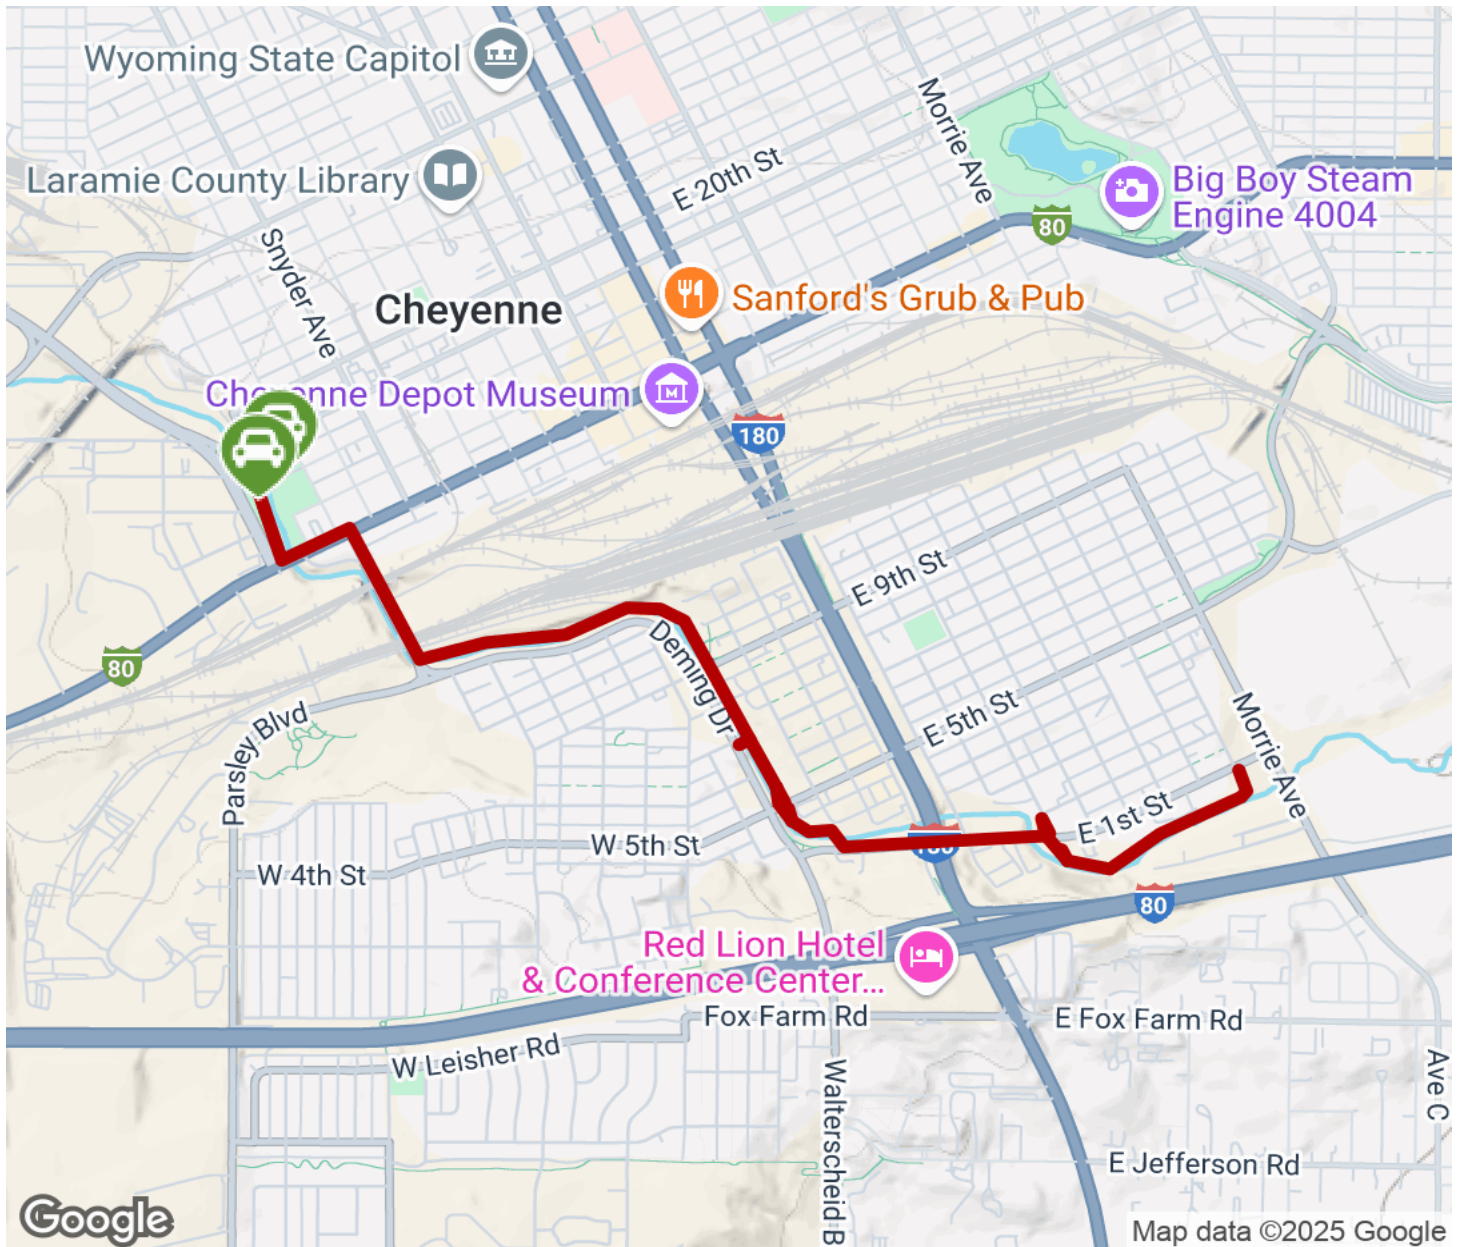 Wyoming State Capitol
Morrie Ave
Laramie County Library
E 20th St
Big Boy Steam
Engine 4004
80
Snyder Ave
Cheyenne
Sanford's Grub & Pub
Cheyenne Depot Museum
M
180
E 9th St
Deming Dr
80
Parsley Blvd
E 5th St
Morrie Ave
E 1st St
W 5th St
W 4th St
180
80
Red Lion Hotel
& Conference Center...
Fox Farm Rd
E Fox Farm Rd
W Leisher Rd
Walterscheid B
Ave C
E Jefferson Rd
Google
Map data ©2025 Google